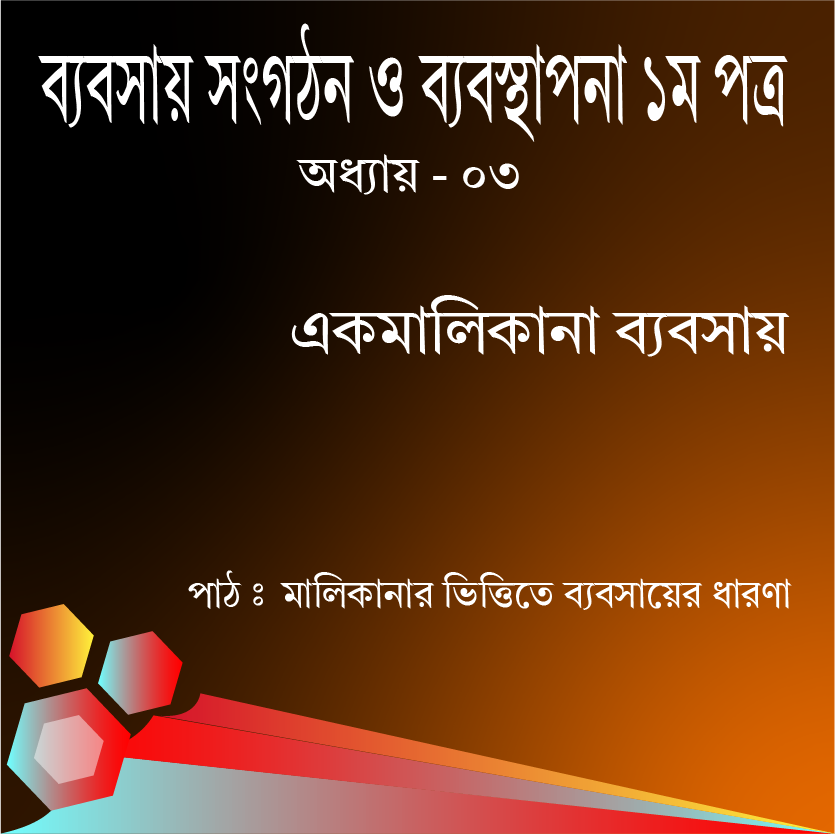 ব্যবসায় সংগঠন ও ব্যবস্থাপনা ১ম পত্র
অধ্যায় - ০৩
একমালিকানা ব্যবসায়
পাঠ ঃ মালিকানার ভিত্তিতে ব্যবসায়ের ধারণা